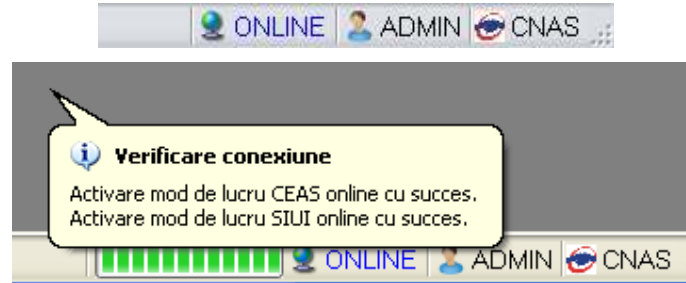 ONLINE ADMIN CNAS
Verificare conexiune
Activare mod de lucru CEAS online cu succes.
Activare mod de lucru SIUI online cu succes.
ONLINE ADMIN CNAS